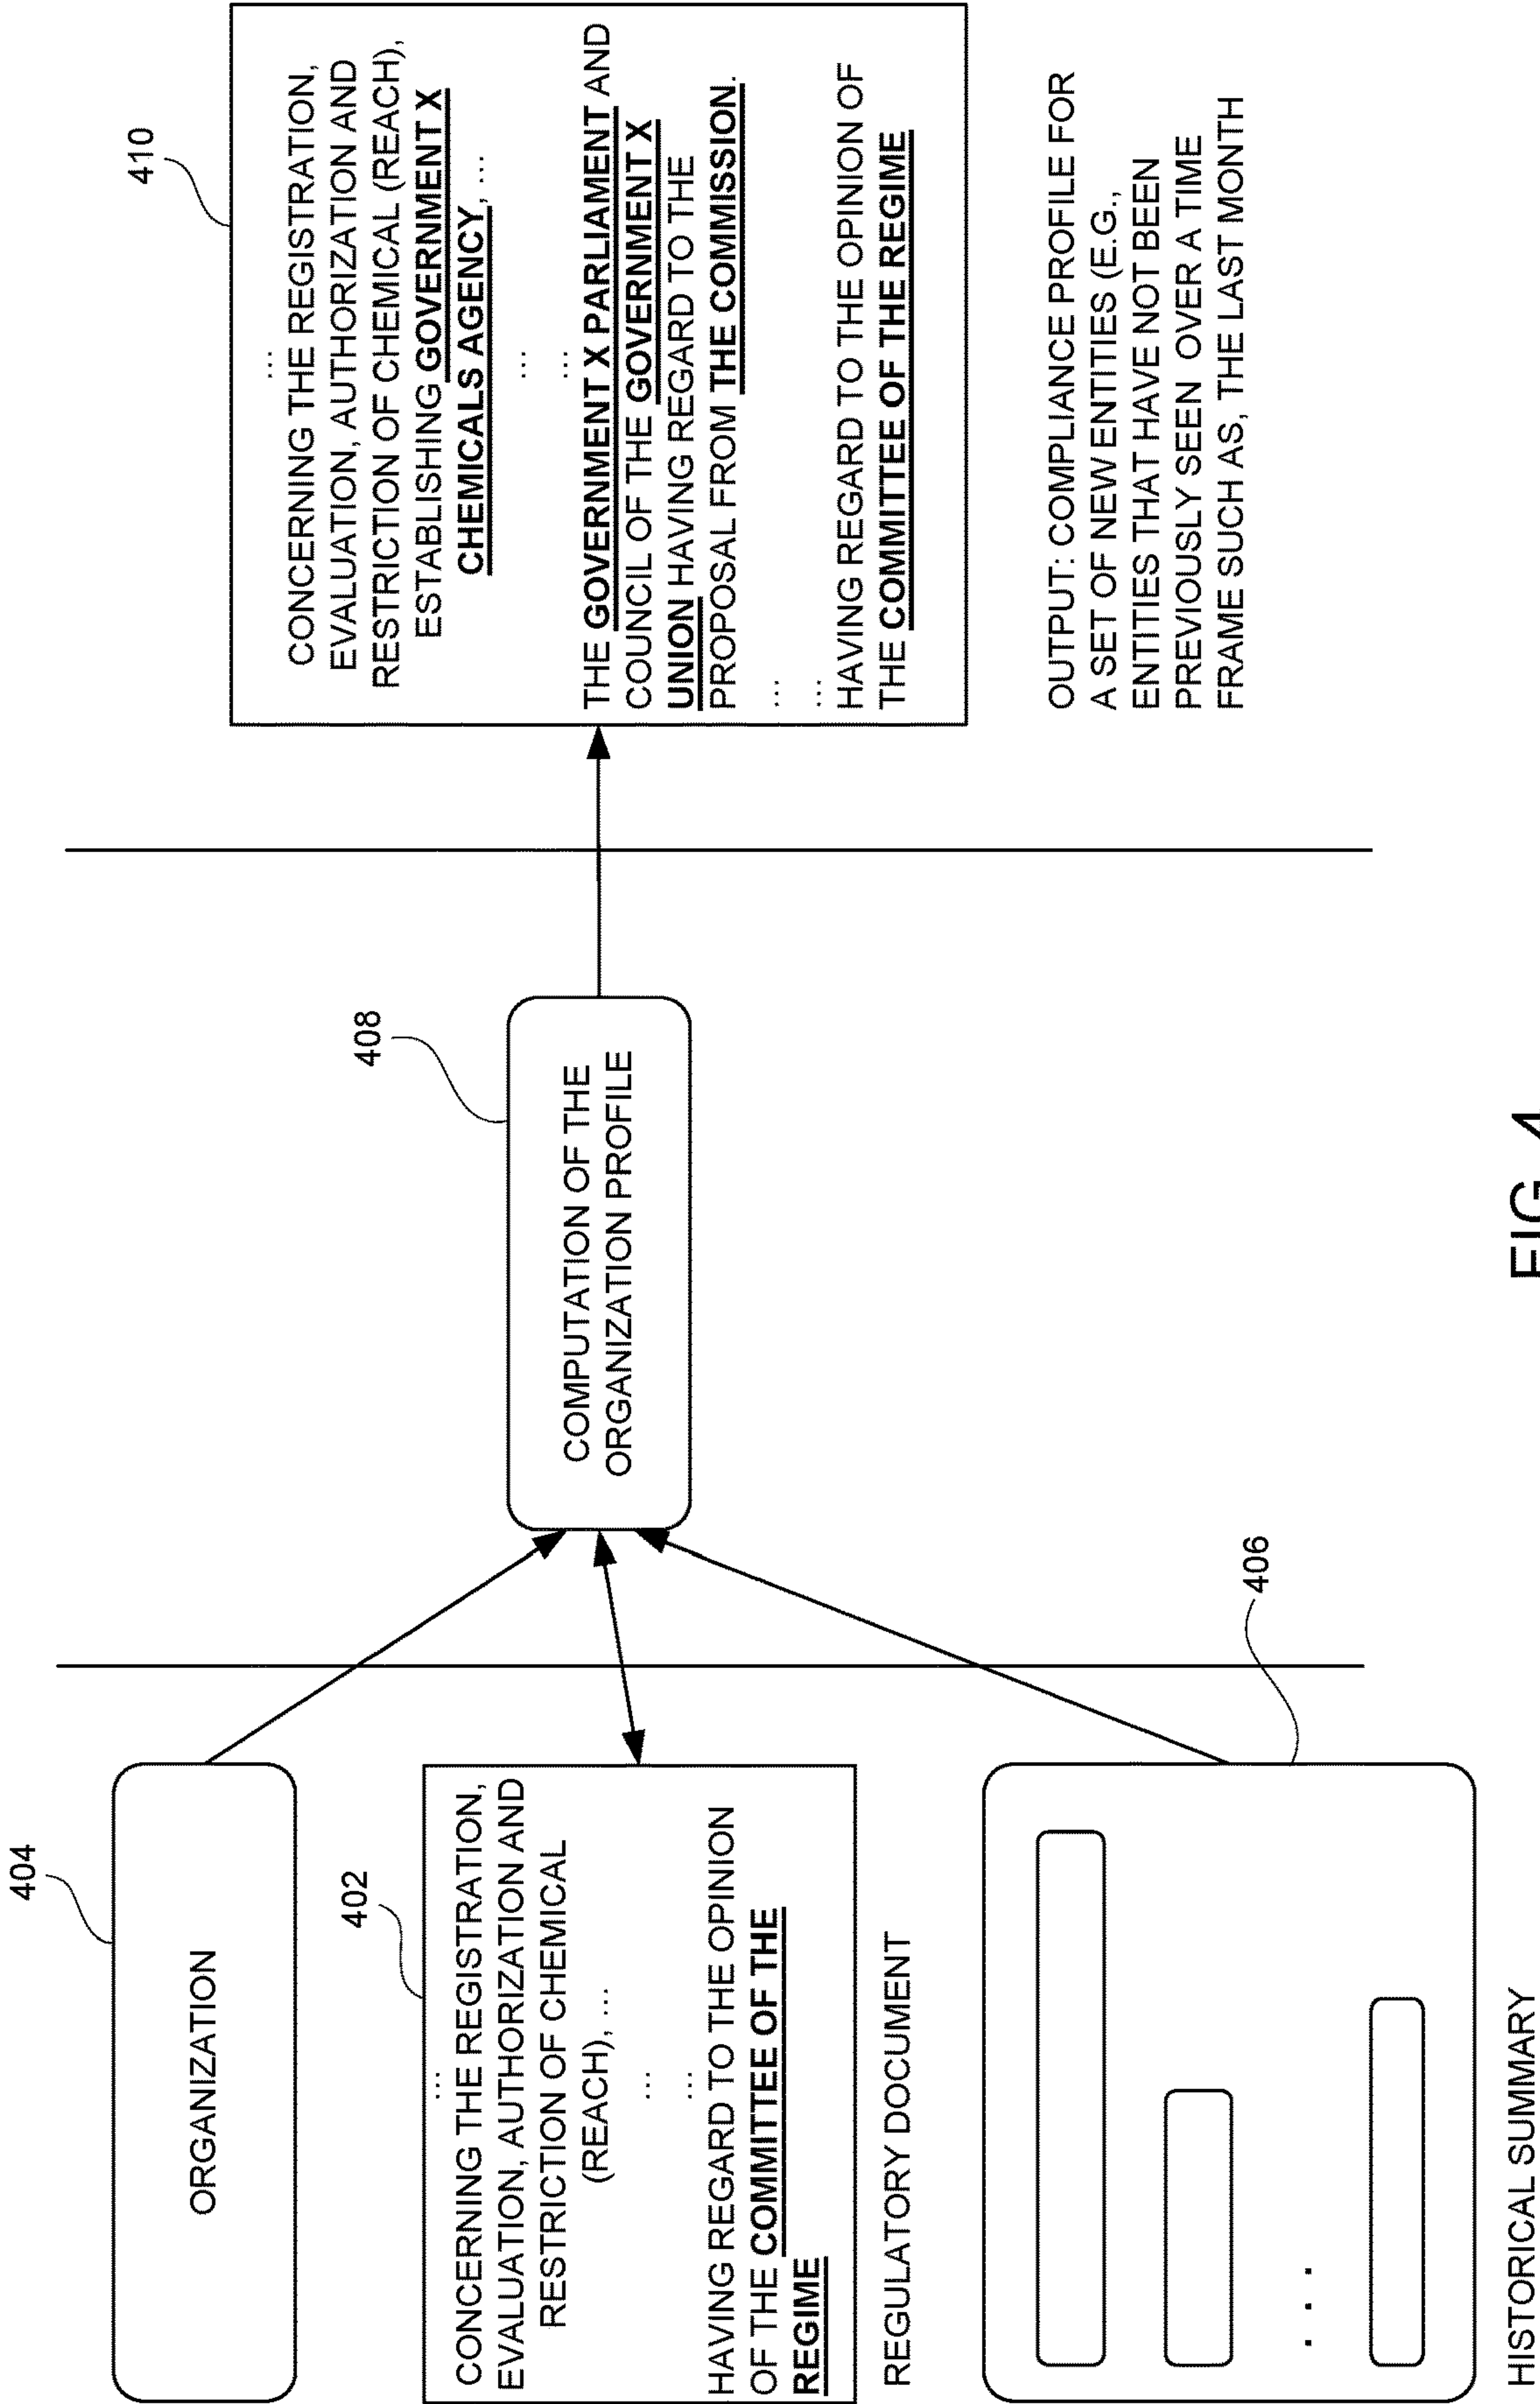 404
ORGANIZATION
402
...
CONCERNING THE REGISTRATION,
EVALUATION, AUTHORIZATION AND
RESTRICTION OF CHEMICAL
(REACH), ...
...
...
HAVING REGARD TO THE OPINION
OF THE COMMITTEE OF THE
REGIME
REGULATORY DOCUMENT
406
. . .
HISTORICAL SUMMARY
408
COMPUTATION OF THE
ORGANIZATION PROFILE
410
...
CONCERNING THE REGISTRATION,
EVALUATION, AUTHORIZATION AND
RESTRICTION OF CHEMICAL (REACH),
ESTABLISHING GOVERNMENT X
CHEMICALS AGENCY, ...
...
...
THE GOVERNMENT X PARLIAMENT AND
COUNCIL OF THE GOVERNMENT X
UNION HAVING REGARD TO THE
PROPOSAL FROM THE COMMISSION.
...
...
HAVING REGARD TO THE OPINION OF
THE COMMITTEE OF THE REGIME
OUTPUT: COMPLIANCE PROFILE FOR
A SET OF NEW ENTITIES (E.G.,
ENTITIES THAT HAVE NOT BEEN
PREVIOUSLY SEEN OVER A TIME
FRAME SUCH AS, THE LAST MONTH
FIG. 4